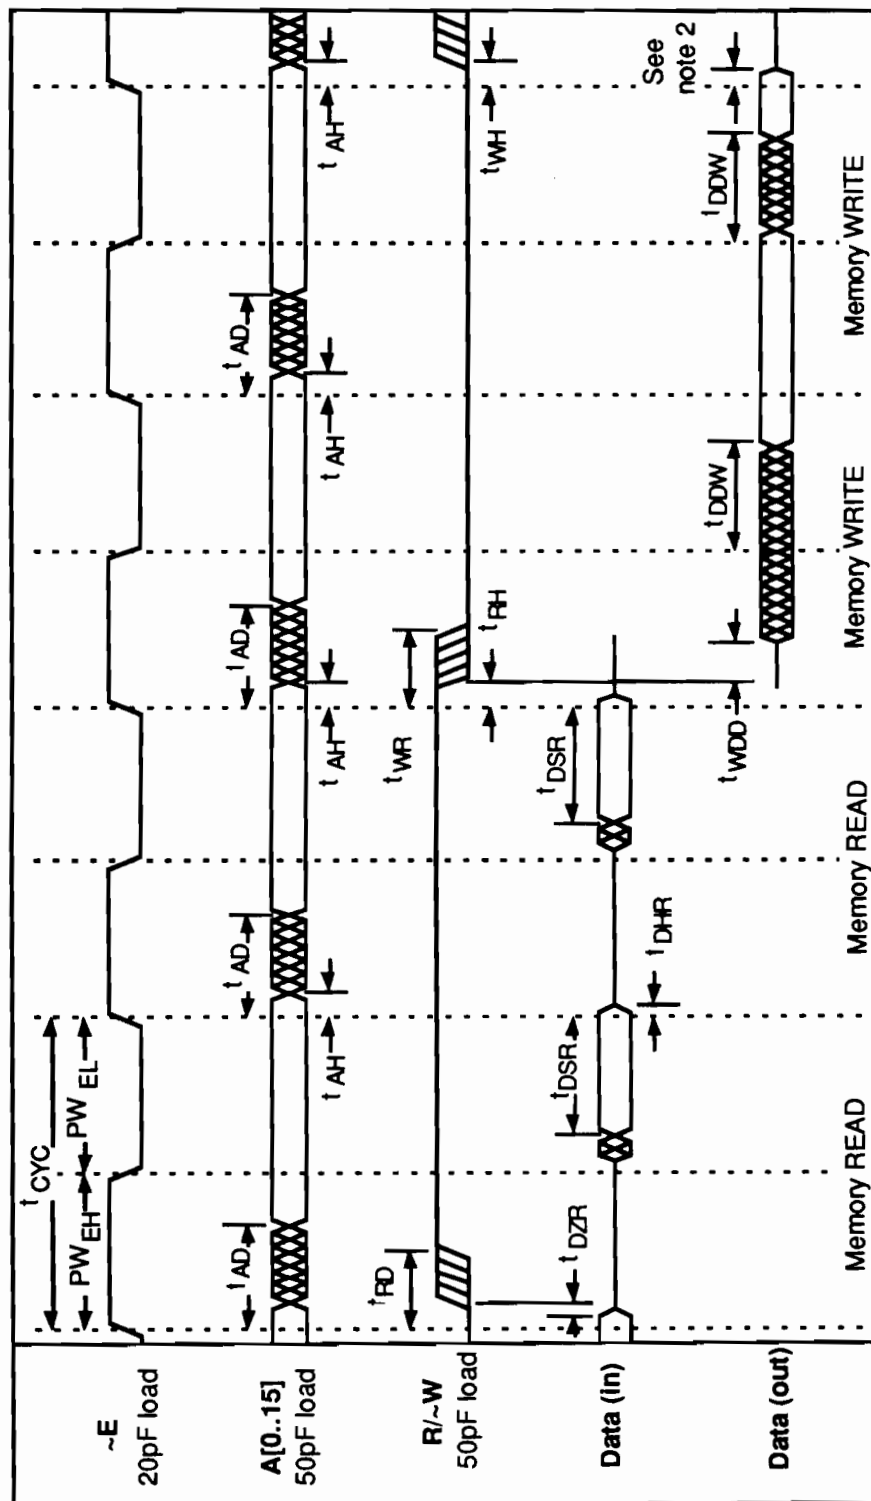 t CYC
PW EH
PW EL
~E
20pF load
t AD
t AD
t AD
t AD
A[0..15]
50pF load
t AH
t AH
t AH
t AH
t RD
t WR
R/~W
50pF load
t RH
t WH
t DZR
t DSR
t DSR
Data (in)
t DHR
See
note 2
t WDD
t DDW
t DDW
Data (out)
Memory READ
Memory READ
Memory WRITE
Memory WRITE